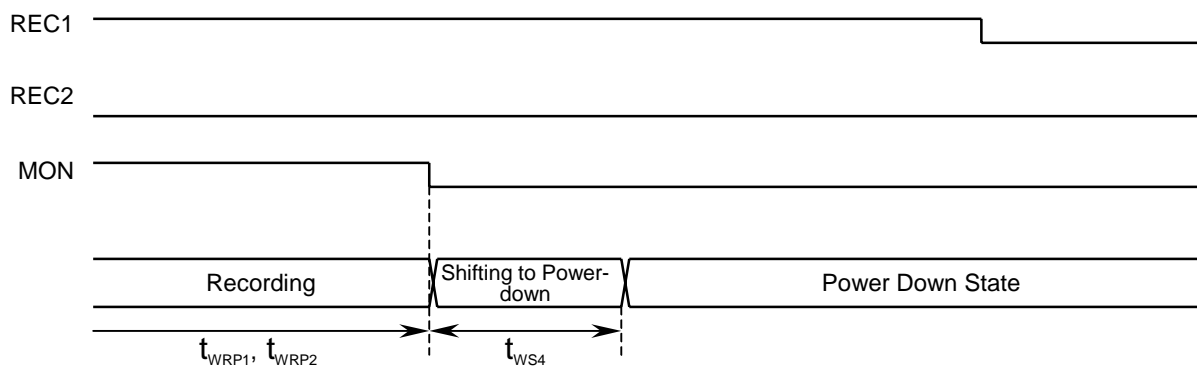 REC1
REC2
MON
Recording
Shifting to Power-
down
Power Down State
tWRP1, tWRP2
tWS4